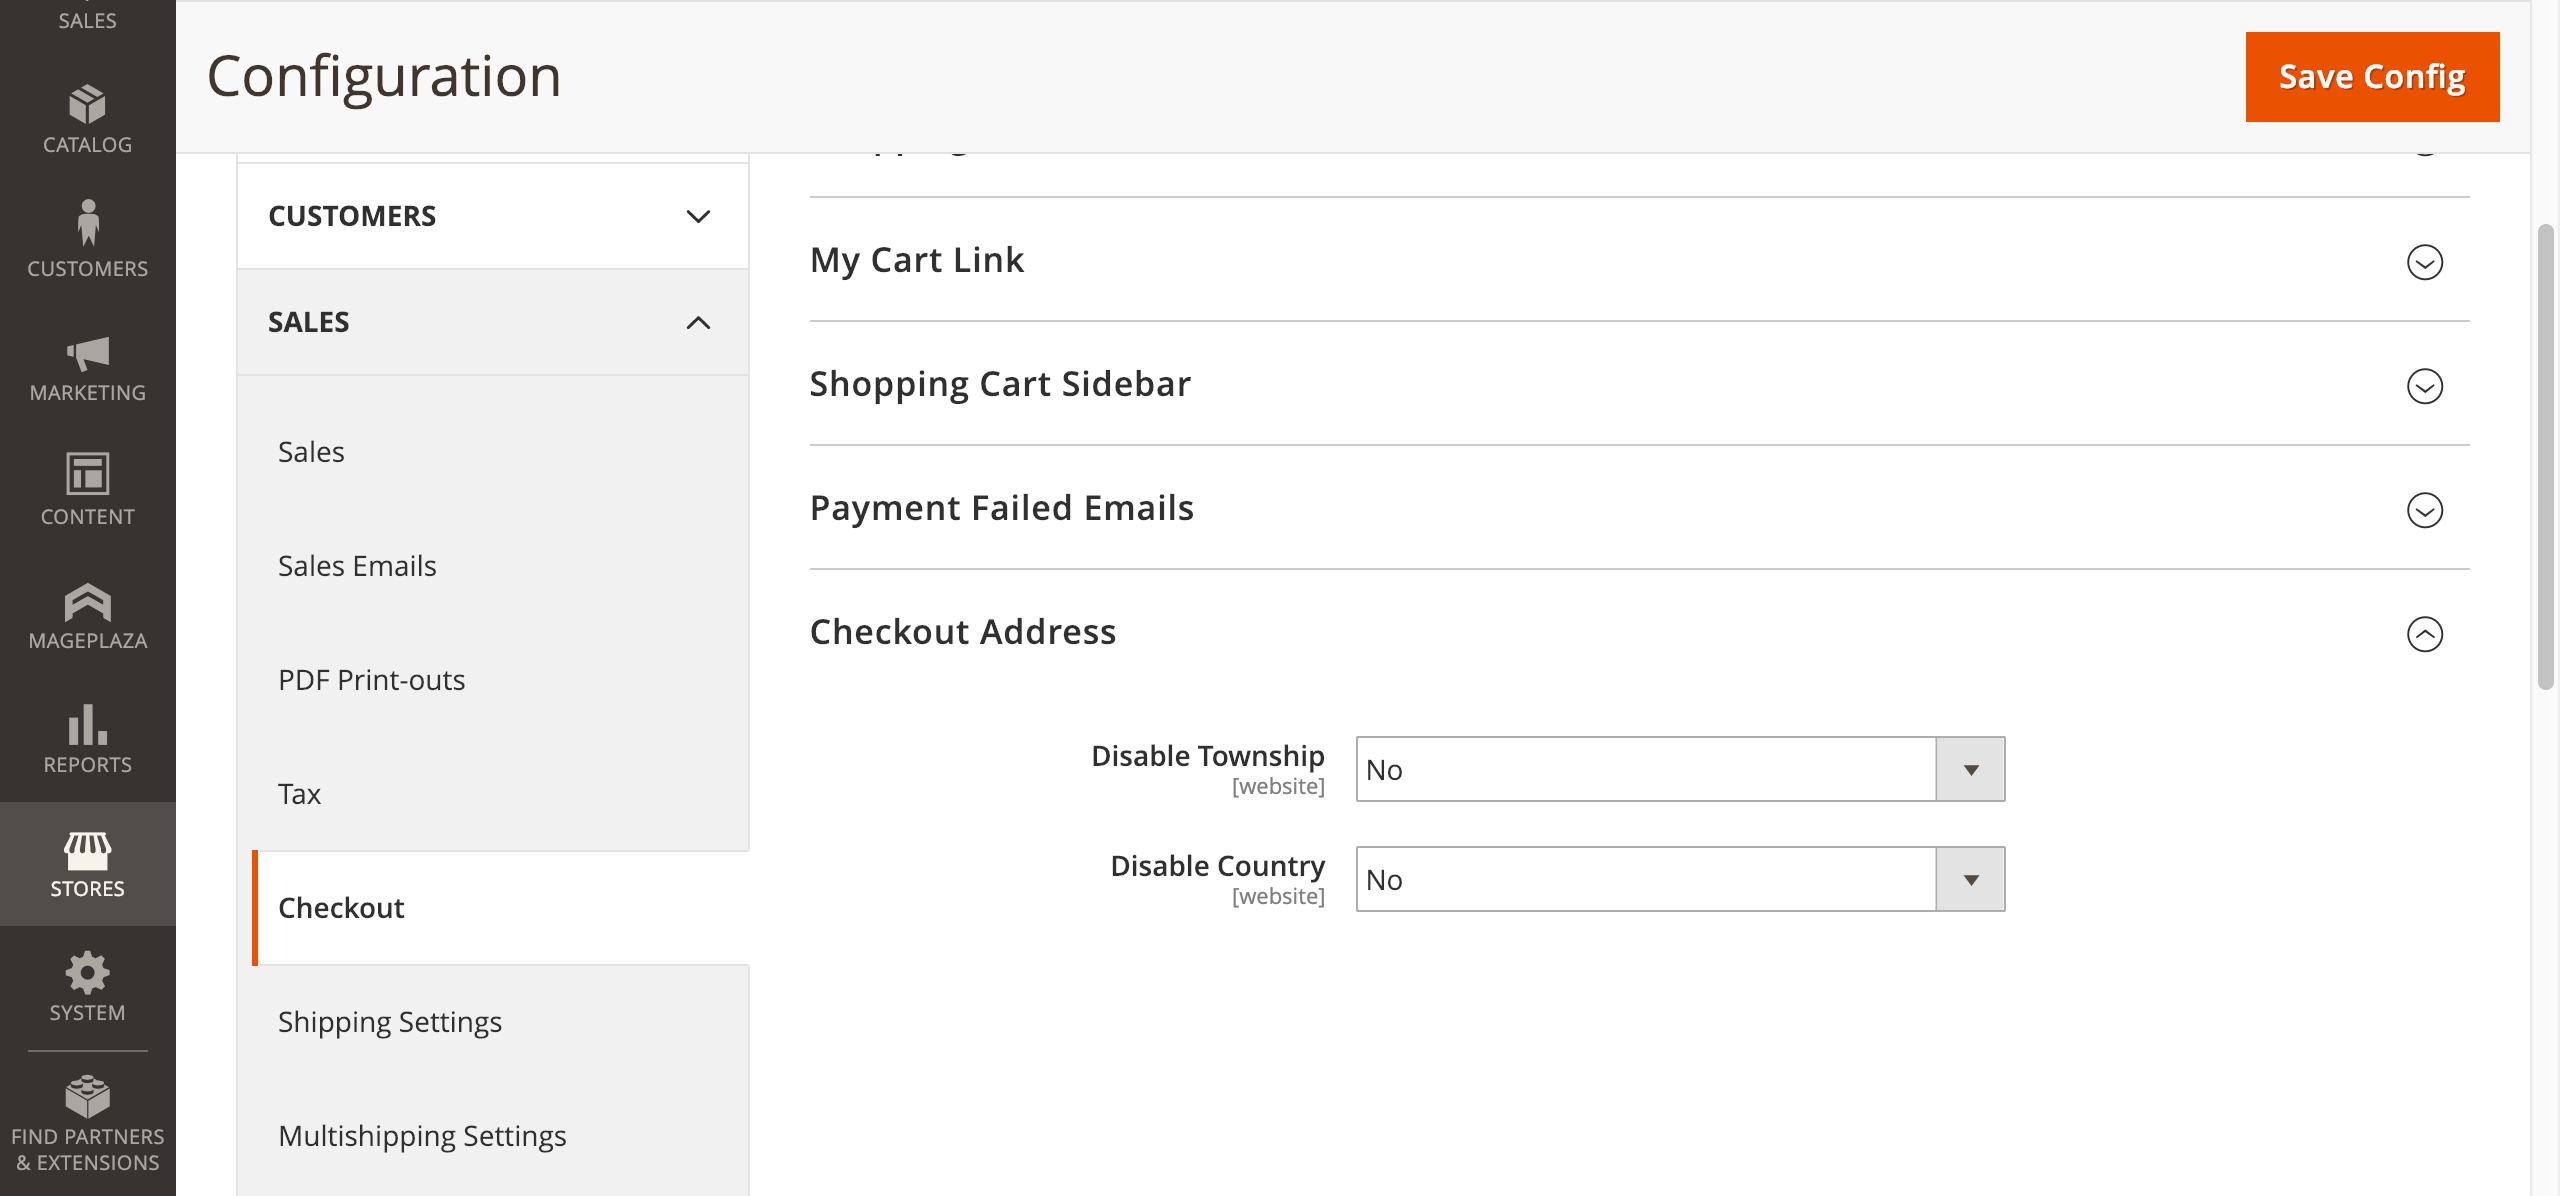 SALES
CATALOG
CUSTOMERS
MARKETING
CONTENT
MAGEPLAZA
REPORTS
STORES
SYSTEM
FIND PARTNERS
& EXTENSIONS
Configuration
Save Config
CUSTOMERS
SALES
Sales
Sales Emails
PDF Print-outs
Tax
Checkout
Shipping Settings
Multishipping Settings
My Cart Link
Shopping Cart Sidebar
Payment Failed Emails
Checkout Address
Disable Township
[website]
No
Disable Country
[website]
No